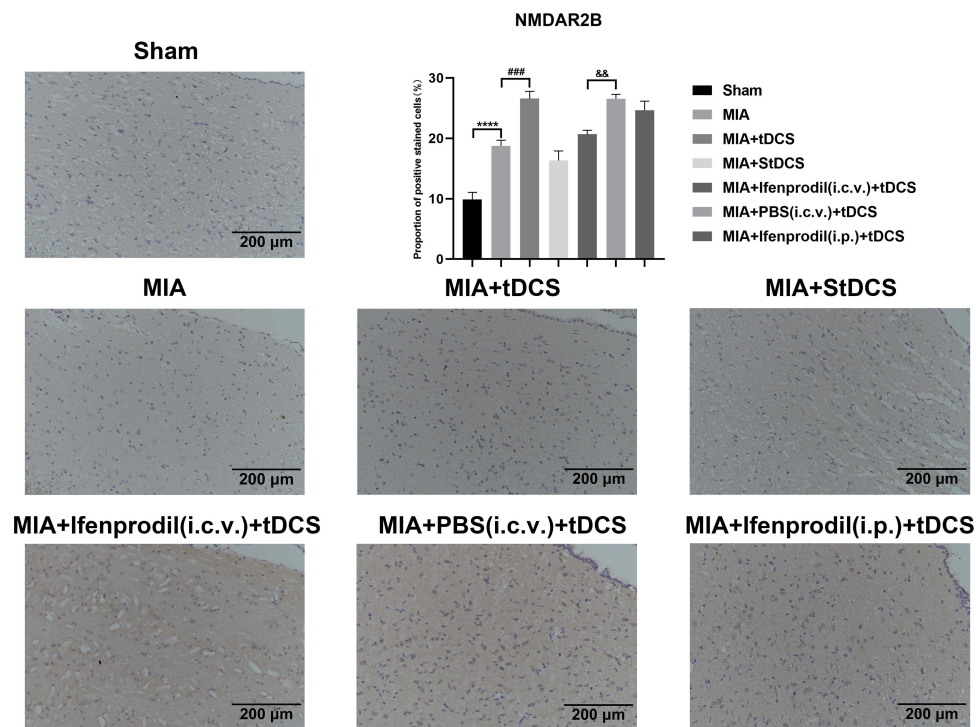 NMDAR2B
Sham
200 µm
Proportion of positive stained cells(%)
30
20
10
0
****
###
&&
Sham
MIA
MIA+tDCS
MIA+StDCS
MIA+Ifenprodil(i.c.v.)+tDCS
MIA+PBS(i.c.v.)+tDCS
MIA+Ifenprodil(i.p.)+tDCS
MIA
MIA+tDCS
MIA+StDCS
200 µm
200 µm
200 µm
MIA+Ifenprodil(i.c.v.)+tDCS
MIA+PBS(i.c.v.)+tDCS
MIA+Ifenprodil(i.p.)+tDCS
200 µm
200 µm
200 µm